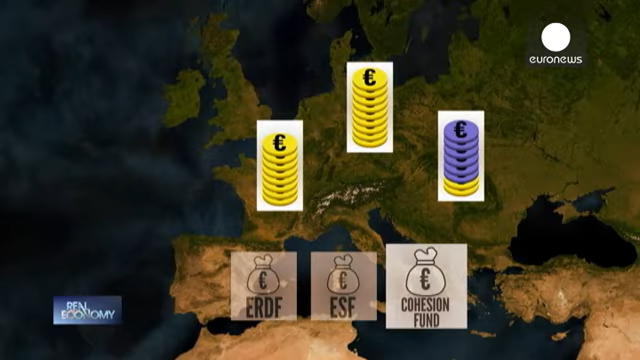 euronews
€
€
€
€
ERDF
€
ESF
€
COHESION
FUND
REAL
ECONOMY